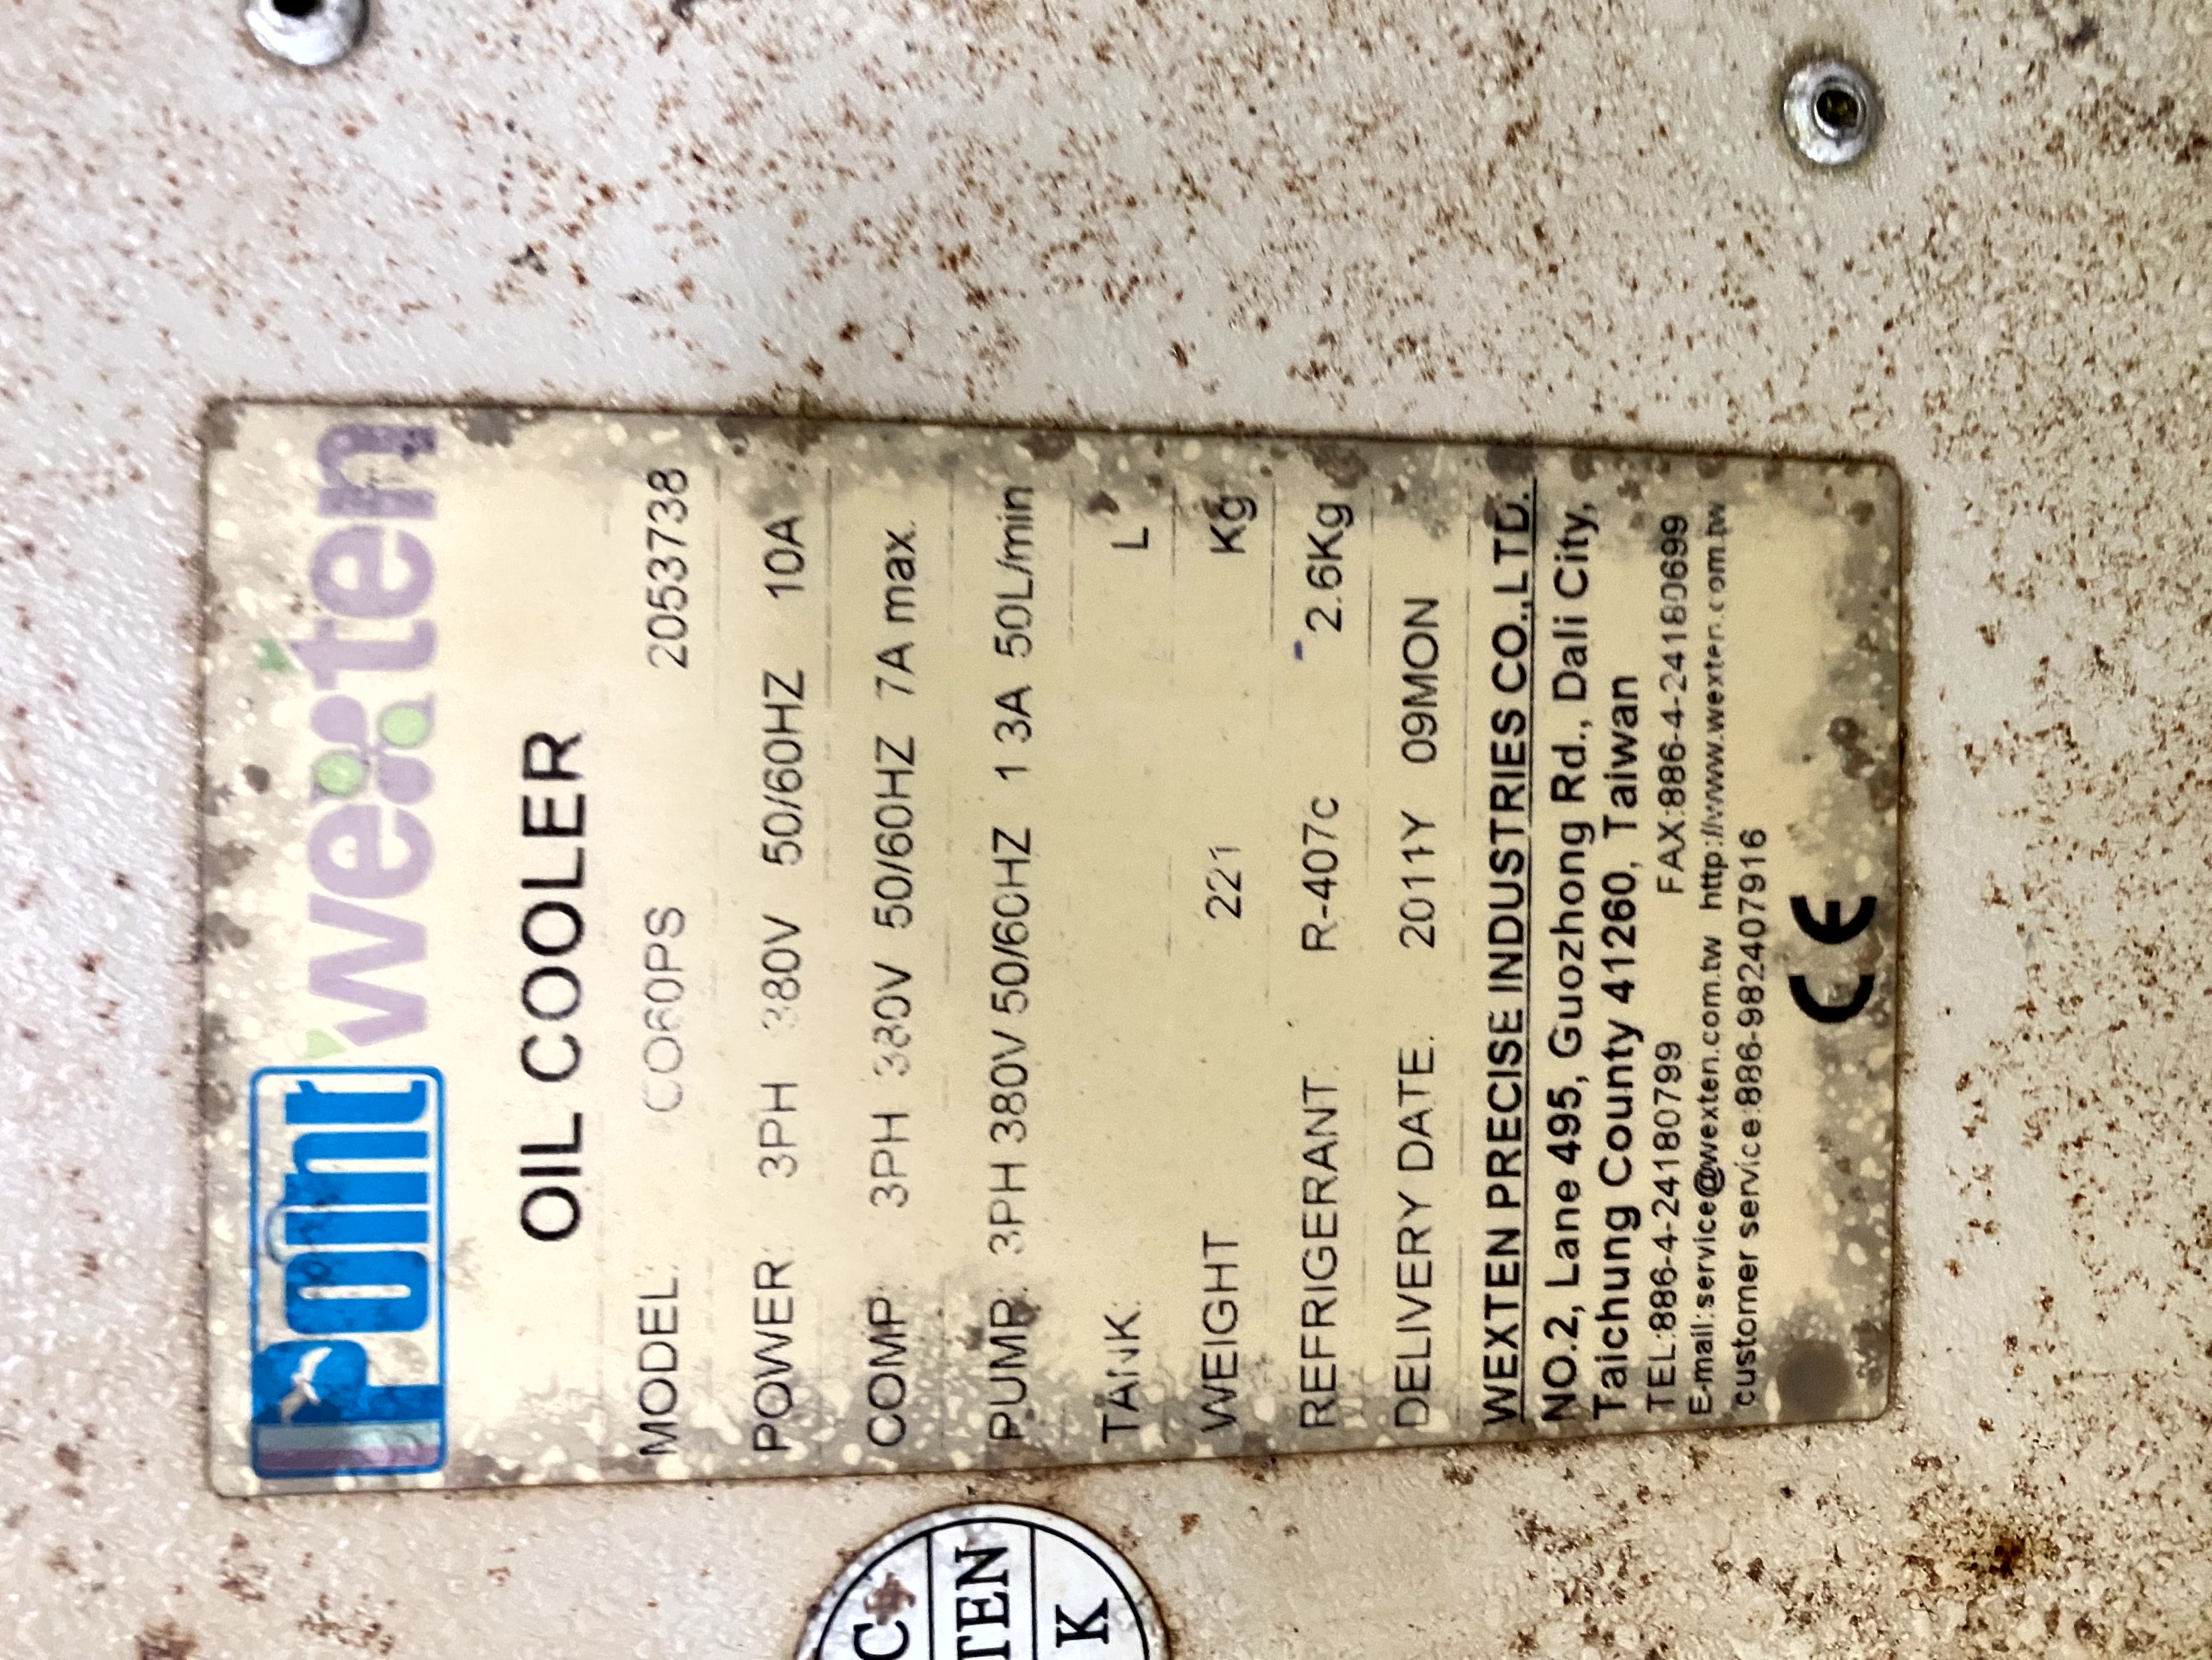 Point wexten
OIL COOLER
MODEL: CO60PS 2053738
POWER: 3PH 380V 50/60HZ 10A
COMP: 3PH 380V 50/60HZ 7A max.
PUMP: 3PH 380V 50/60HZ 1 3A 50L/min
TANK: L
WEIGHT 221 Kg
REFRIGERANT: R-407c 2.6Kg
DELIVERY DATE. 2011Y 09MON
WEXTEN PRECISE INDUSTRIES CO.,LTD.
NO.2, Lane 495, Guozhong Rd., Dali City,
Taichung County 41260, Taiwan
TEL:886-4-24180799 FAX:886-4-24180699
E-mail:service@wexten.com.tw http://www.wexten.com.tw
customer service:886-982407916
CE
C
TEN
K